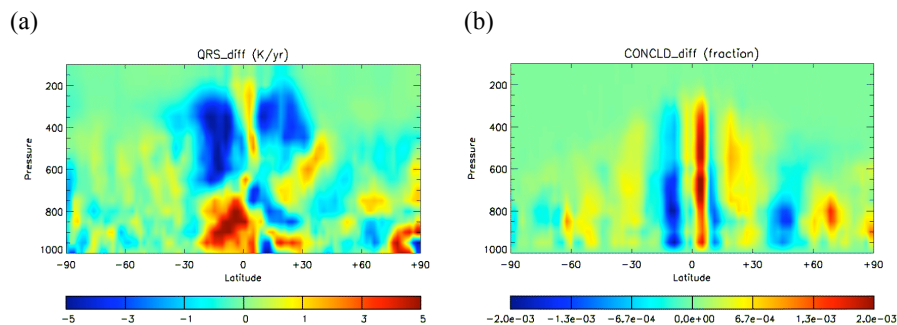 (a)
QRS_diff (K/yr)
Pressure
200
400
600
800
1000
-90 -60 -30 0 +30 +60 +90
Latitude
-5 -3 -1 0 1 3 5
(b)
CONCLD_diff (fraction)
Pressure
200
400
600
800
1000
-90 -60 -30 0 +30 +60 +90
Latitude
-2.0e-03 -1.3e-03 -6.7e-04 0.0e+00 6.7e-04 1.3e-03 2.0e-03